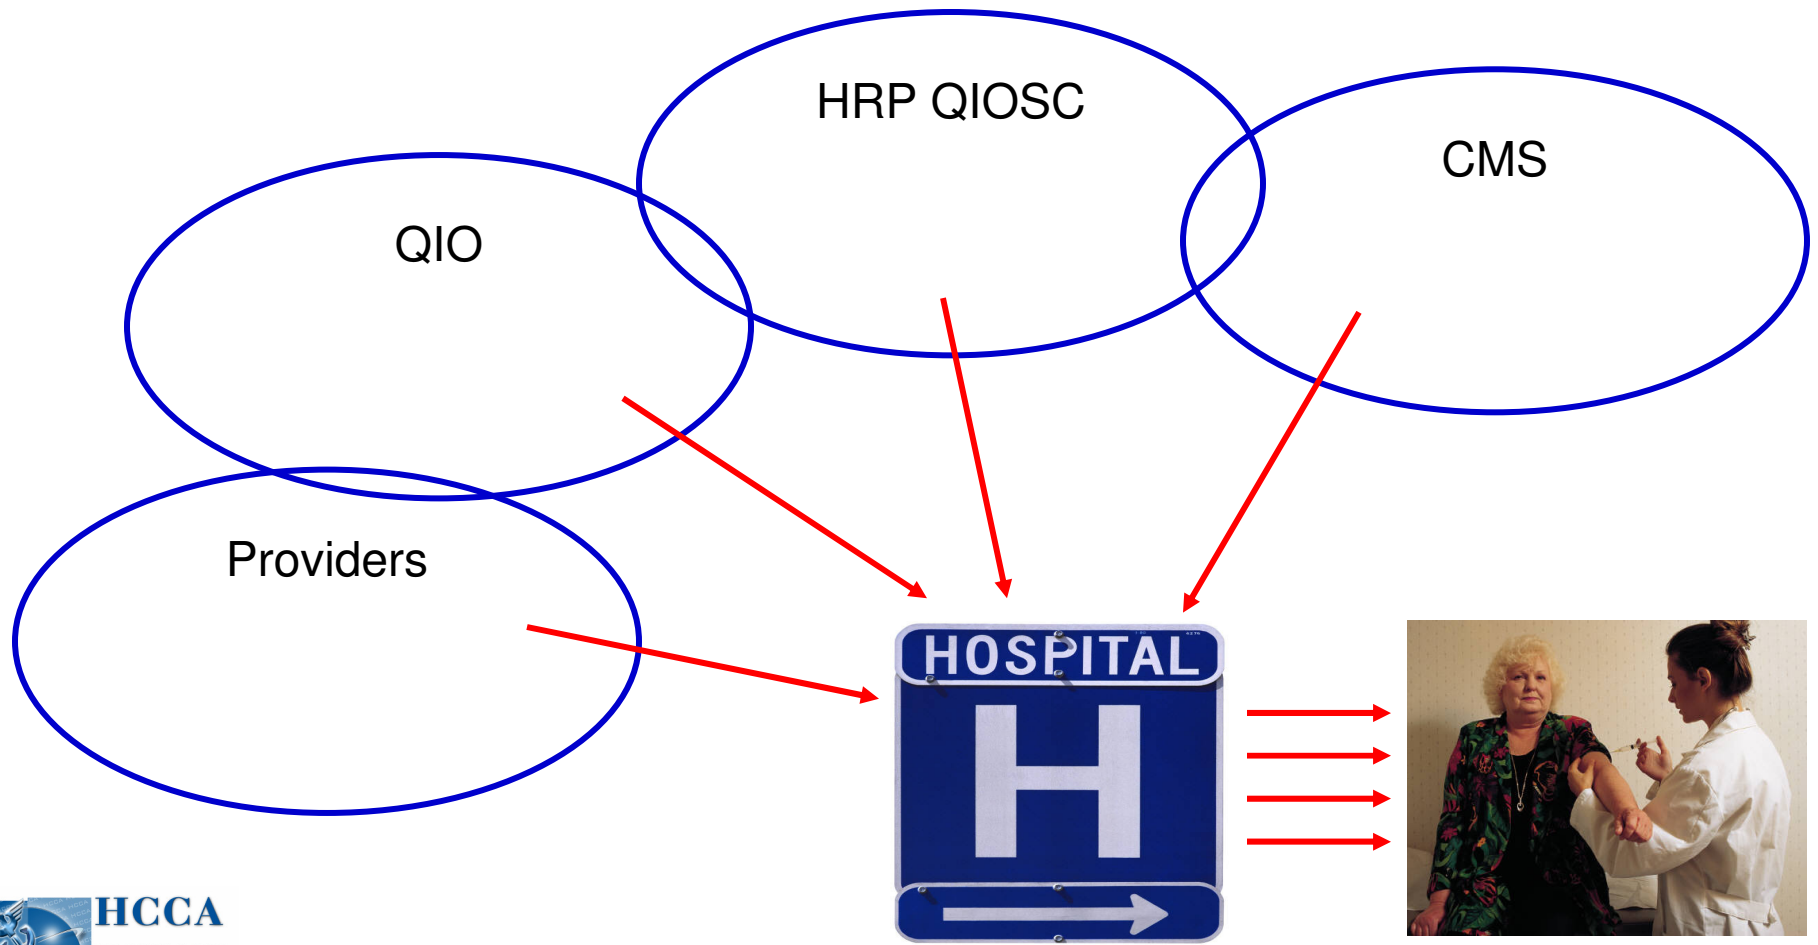 HRP QIOSC
CMS
QIO
Providers
HOSPITAL
H
HCCA